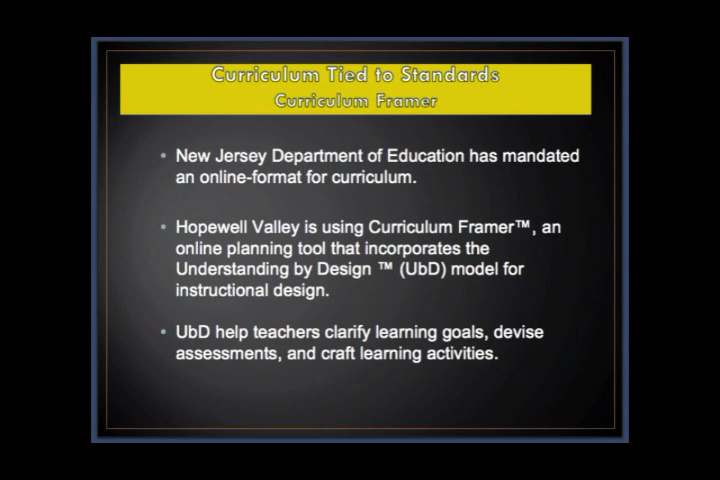 Curriculum Tied to Standards
Curriculum Framer
• New Jersey Department of Education has mandated
an online-format for curriculum.
• Hopewell Valley is using Curriculum Framer™, an
online planning tool that incorporates the
Understanding by Design ™ (UbD) model for
instructional design.
• UbD help teachers clarify learning goals, devise
assessments, and craft learning activities.